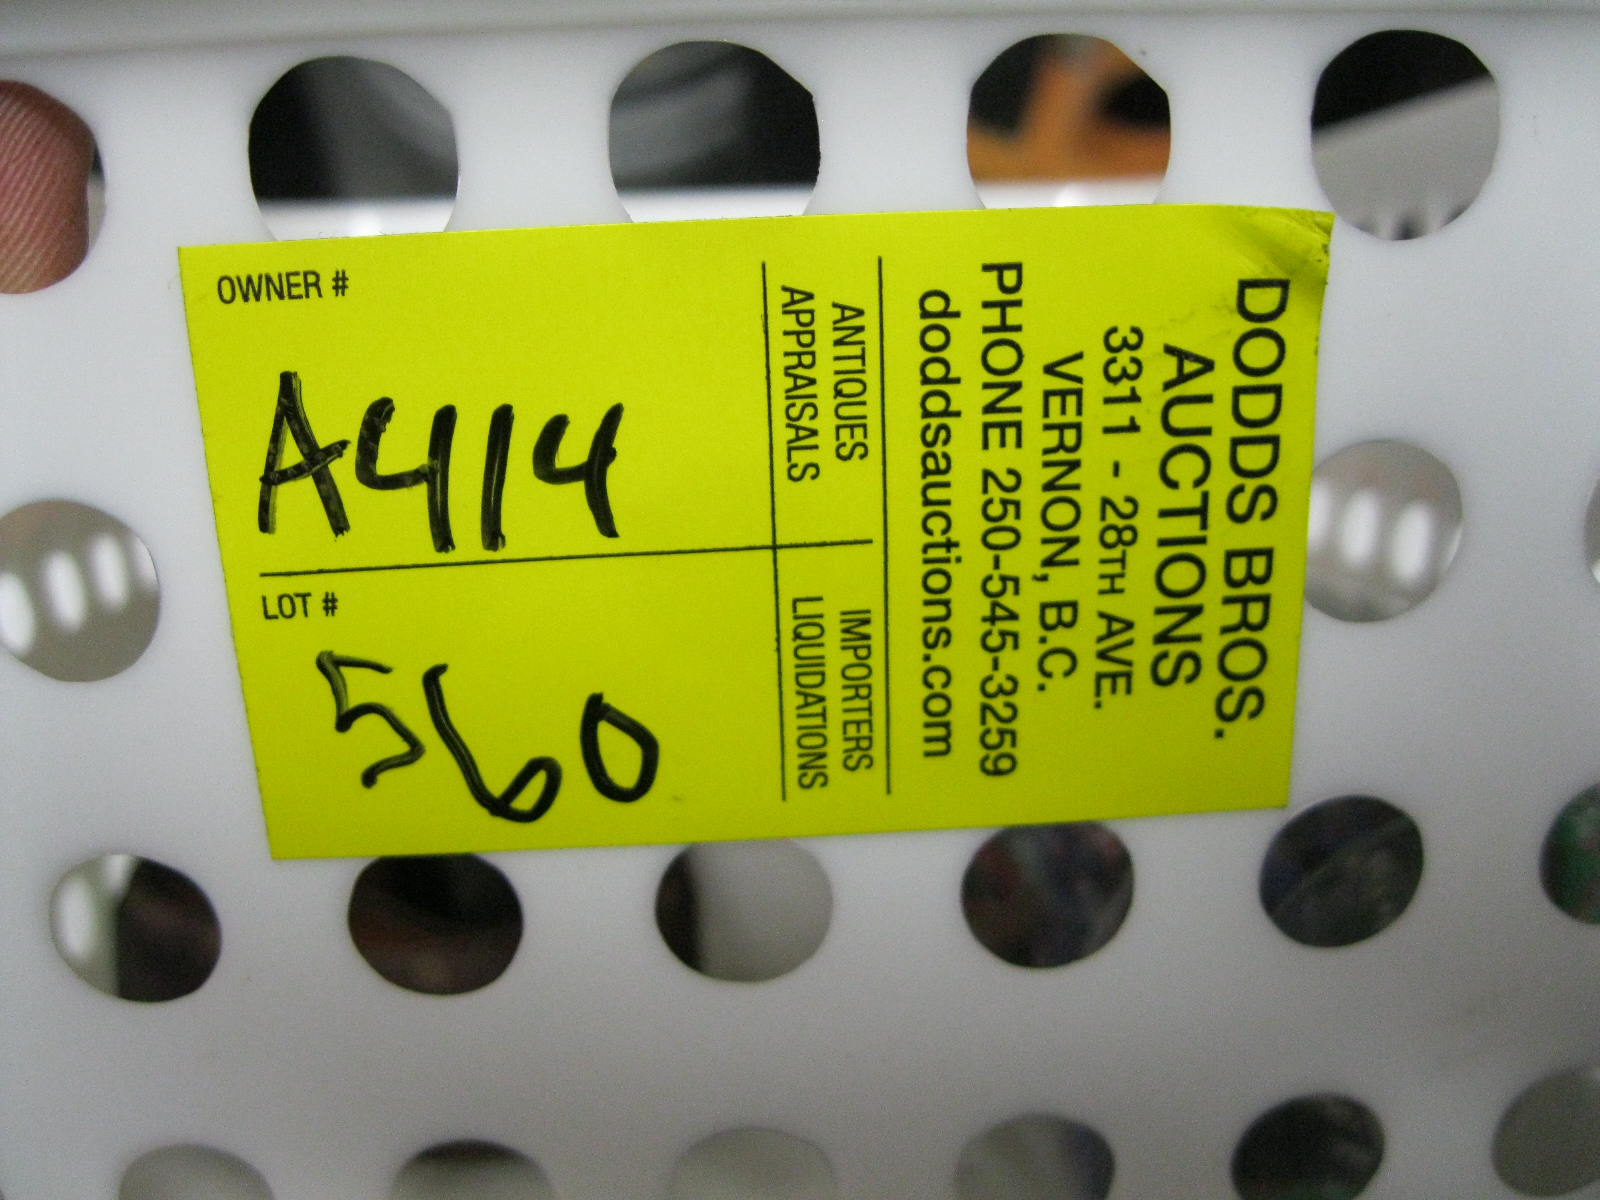 DODDS BROS.
AUCTIONS
3311 - 28TH AVE.
VERNON, B.C.
PHONE 250-545-3259
doddsauctions.com
ANTIQUES IMPORTERS
APPRAISALS LIQUIDATIONS
OWNER #
A414
LOT #
560